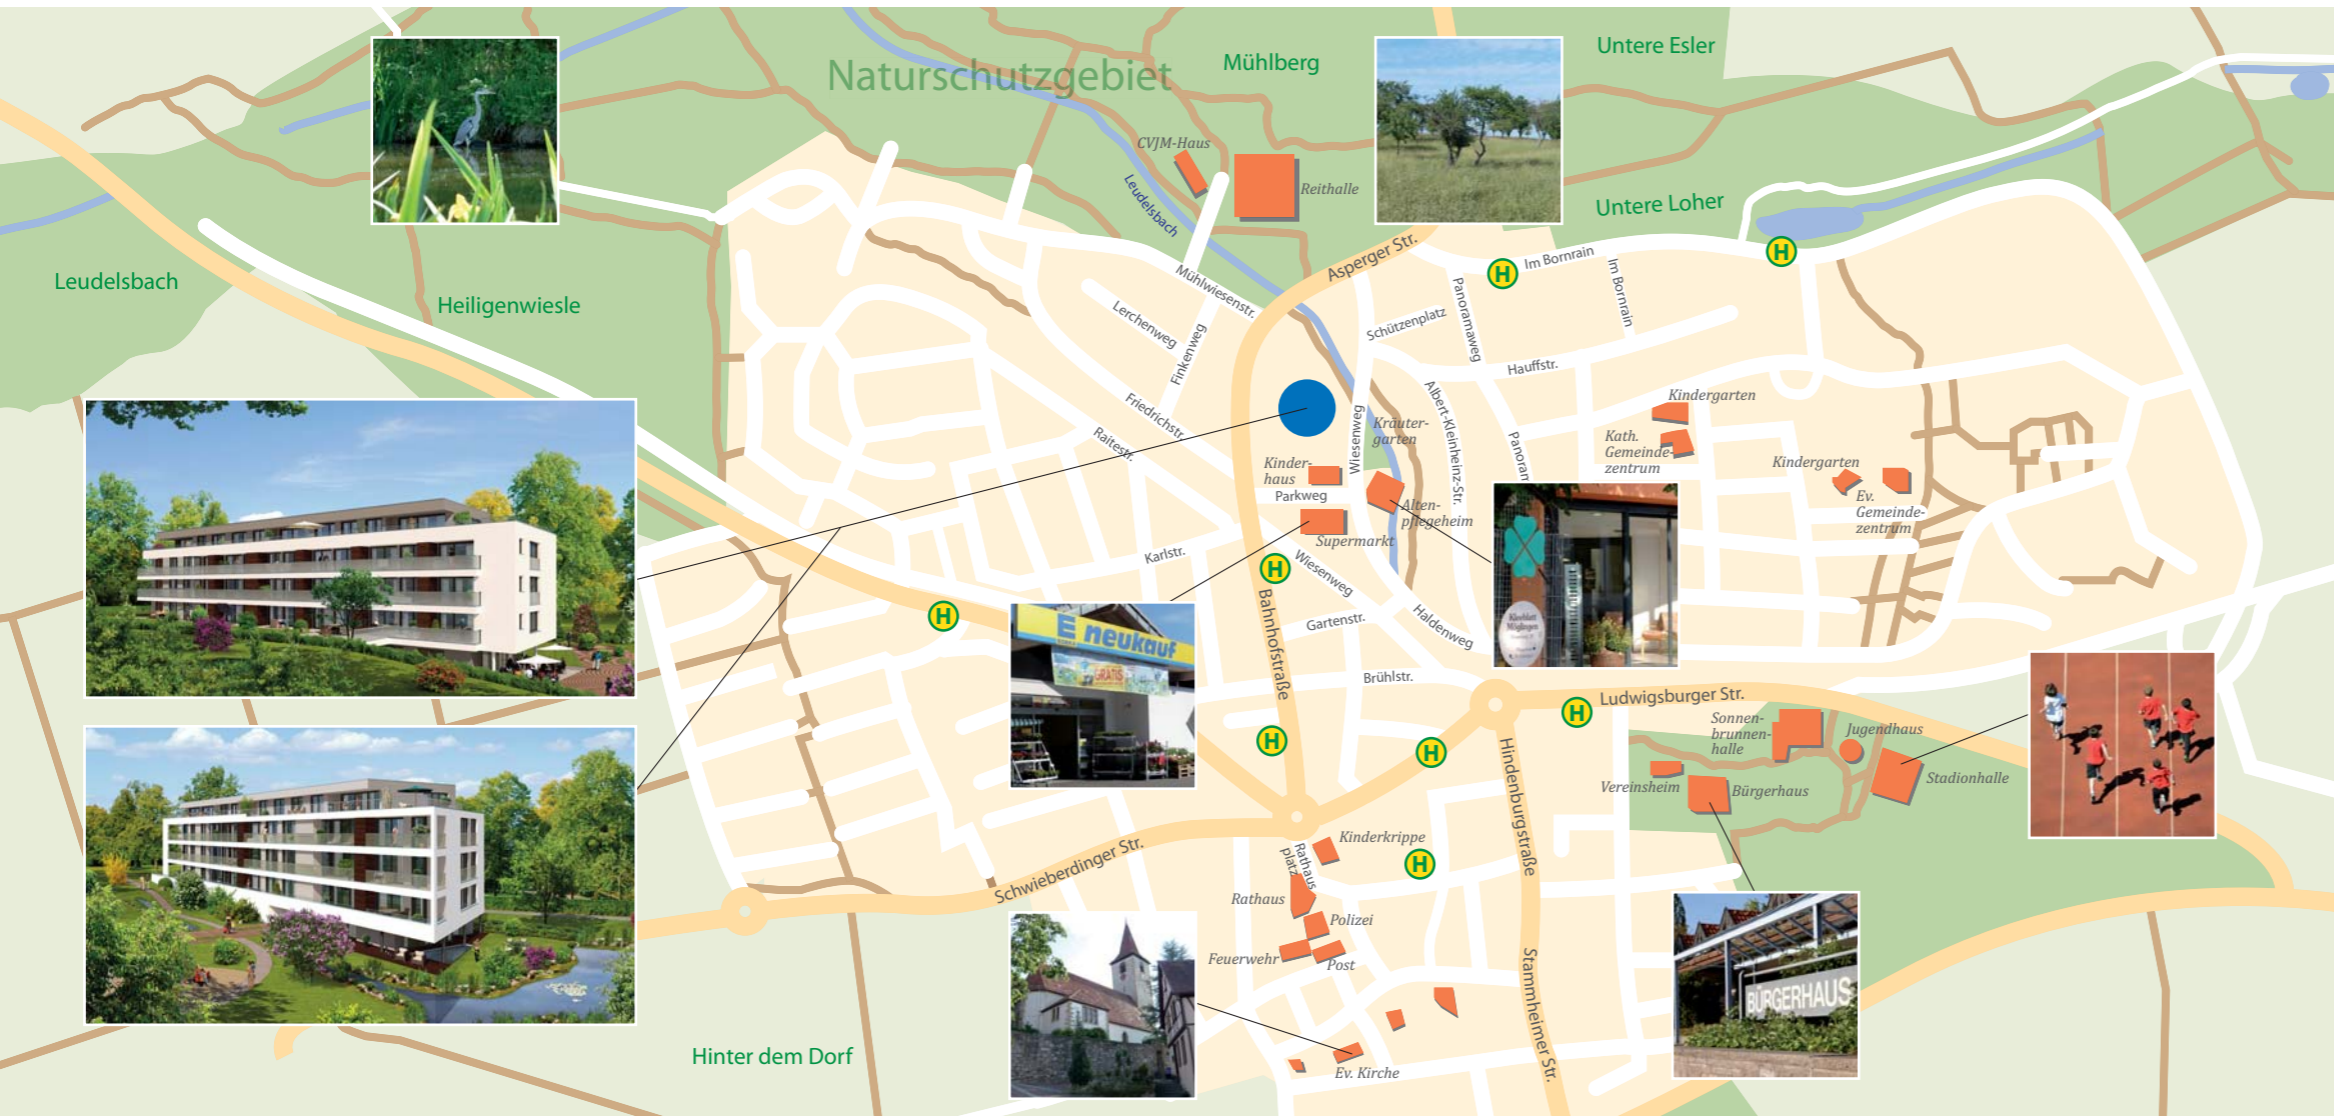 Naturschutzgebiet
Mühlberg
Untere Esler
CVJM-Haus
Reithalle
Leudelsbach
Untere Loher
Leudelsbach
Heiligenwiesle
Asperger Str.
H
Im Bornrain
H
Im Bornrain
Mühlwiesenstr.
Lerchenweg
Finkenweg
Schützenplatz
Panoramaweg
Hauffstr.
Friedrichstr.
Raitestr.
Wiesenweg
Kräuter-
garten
Albert-Kleinheinz-Str.
Panoram
Kindergarten
Kath.
Gemeinde-
zentrum
Kindergarten
Ev.
Gemeinde-
zentrum
Kinder-
haus
Parkweg
Alten-
pflegeheim
Supermarkt
Karlstr.
H
Wiesenweg
H
Bahnhofstraße
Gartenstr.
Haldenweg
E neukauf
GRATIS
Kleeblatt
Möglingen
Brühlstr.
Ludwigsburger Str.
H
H
H
Hindenburgstraße
Sonnen-
brunnen-
halle
Jugendhaus
Vereinsheim
Bürgerhaus
Stadionhalle
Schwieberdinger Str.
Kinderkrippe
H
Rathaus
platz
Rathaus
Polizei
Feuerwehr
Post
Stammheimer Str.
BÜRGERHAUS
Hinter dem Dorf
Ev. Kirche